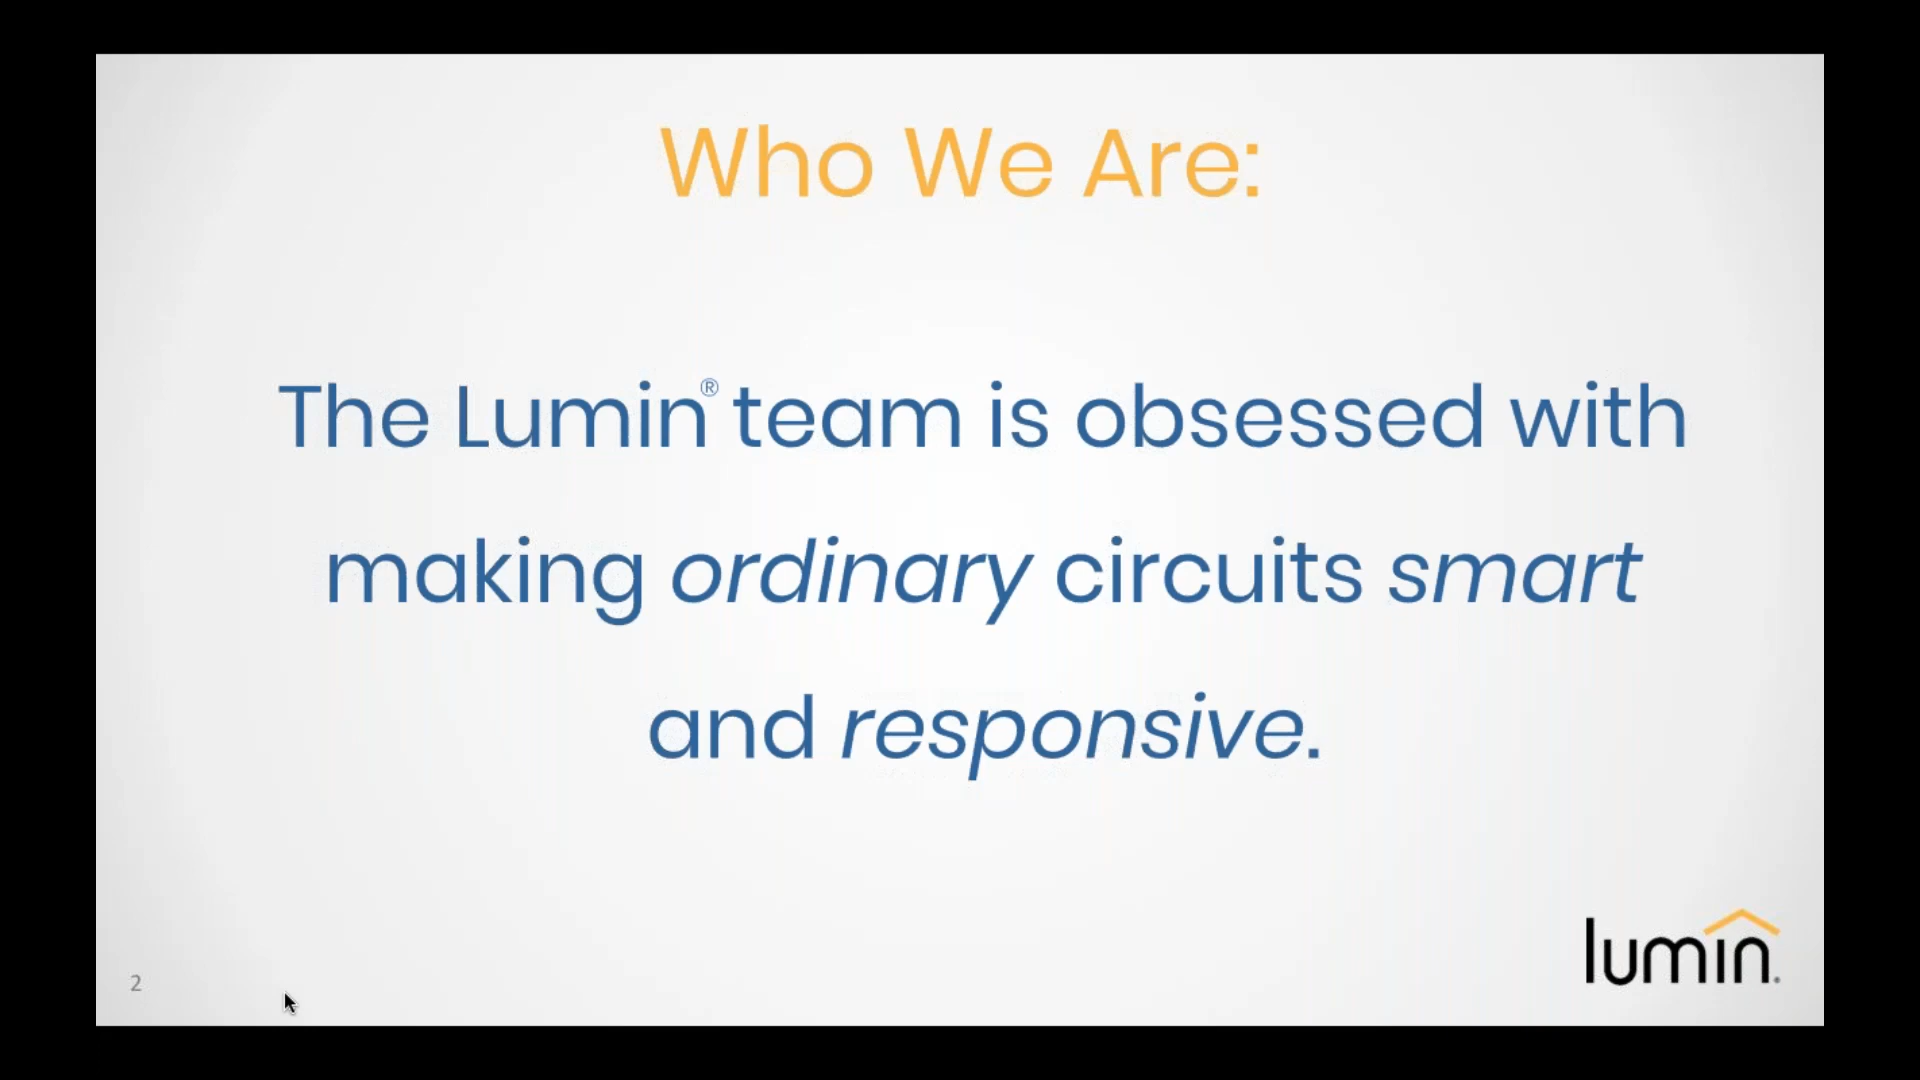 Who We Are:
The Lumin® team is obsessed with
making ordinary circuits smart
and responsive.
lumin
2